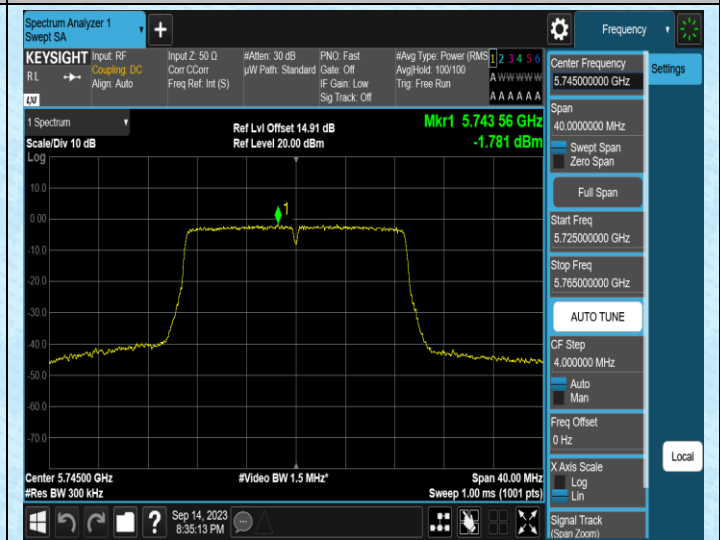 Spectrum Analyzer 1
Swept SA
Frequency
KEYSIGHT
RL
LXI
Input: RF
Coupling: DC
Align: Auto
Input Z: 50 Ω
Corr CCorr
Freq Ref: Int (S)
#Atten: 30 dB
µW Path: Standard
PNO: Fast
Gate: Off
IF Gain: Low
Sig Track: Off
#Avg Type: Power (RMS
Avg|Hold: 100/100
Trig: Free Run
1 2 3 4 5 6
A W W W W W
A A A A A A
1 Spectrum
Scale/Div 10 dB
Log
Ref Lvl Offset 14.91 dB
Ref Level 20.00 dBm
Mkr1 5.743 56 GHz
-1.781 dBm
10.0
0.00
-10.0
-20.0
-30.0
-40.0
-50.0
-60.0
-70.0
1
Center 5.74500 GHz
#Res BW 300 kHz
#Video BW 1.5 MHz*
Span 40.00 MHz
Sweep 1.00 ms (1001 pts)
Sep 14, 2023
8:35:13 PM
?
Center Frequency
5.745000000 GHz
Span
40.0000000 MHz
Swept Span
Zero Span
Full Span
Start Freq
5.725000000 GHz
Stop Freq
5.765000000 GHz
AUTO TUNE
CF Step
4.000000 MHz
Auto
Man
Freq Offset
0 Hz
X Axis Scale
Log
Lin
Signal Track
(Span Zoom)
Settings
Local